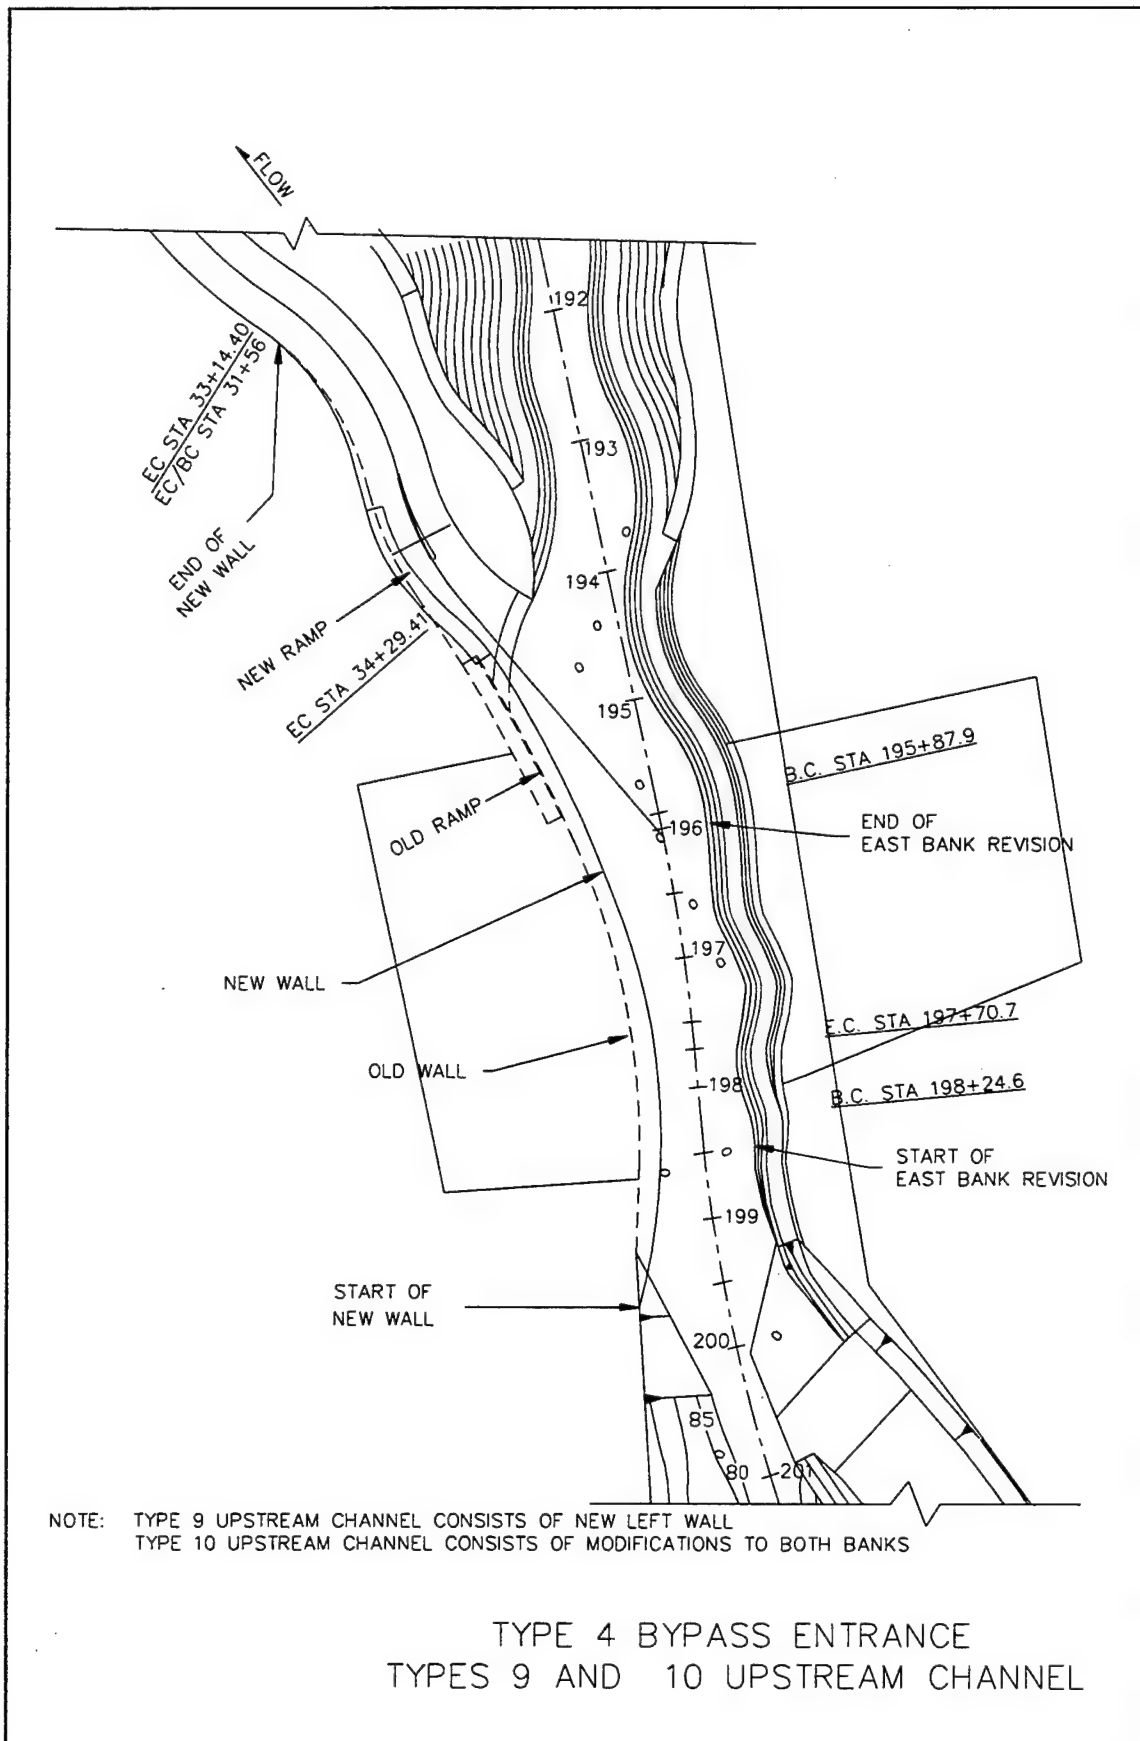 FLOW
192
EC STA 33+14.40
EC/BC STA 31+56
193
END OF
NEW WALL
194
NEW RAMP
EC STA 34+29.41
195
B.C. STA 195+87.9
OLD RAMP
196
END OF
EAST BANK REVISION
197
NEW WALL
E.C. STA 197+70.7
OLD WALL
198
B.C. STA 198+24.6
START OF
EAST BANK REVISION
199
START OF
NEW WALL
200
85
80
201
NOTE: TYPE 9 UPSTREAM CHANNEL CONSISTS OF NEW LEFT WALL
TYPE 10 UPSTREAM CHANNEL CONSISTS OF MODIFICATIONS TO BOTH BANKS
TYPE 4 BYPASS ENTRANCE
TYPES 9 AND 10 UPSTREAM CHANNEL